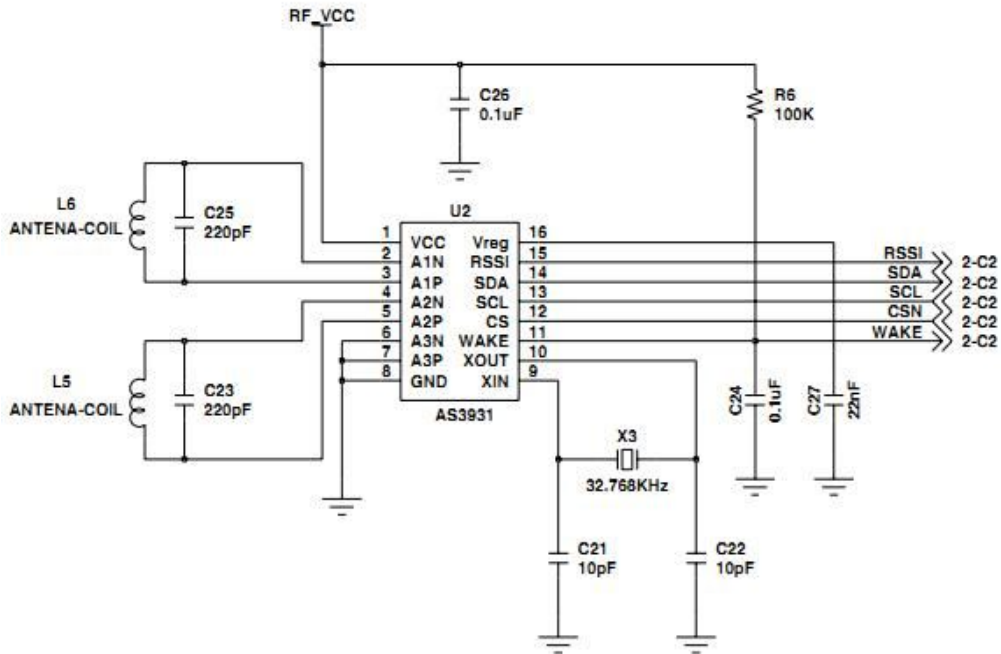 RF_VCC
C26
0.1uF
R6
100K
L6
ANTENA-COIL
C25
220pF
U2
1 VCC Vreg 16
2 A1N RSSI 15
3 A1P SDA 14
4 A2N SCL 13
5 A2P CS 12
6 A3N WAKE 11
7 A3P XOUT 10
8 GND XIN 9
AS3931
RSSI 2-C2
SDA 2-C2
SCL 2-C2
CSN 2-C2
WAKE 2-C2
L5
ANTENA-COIL
C23
220pF
C24
0.1uF
C27
22nF
X3
32.768KHz
C21
10pF
C22
10pF